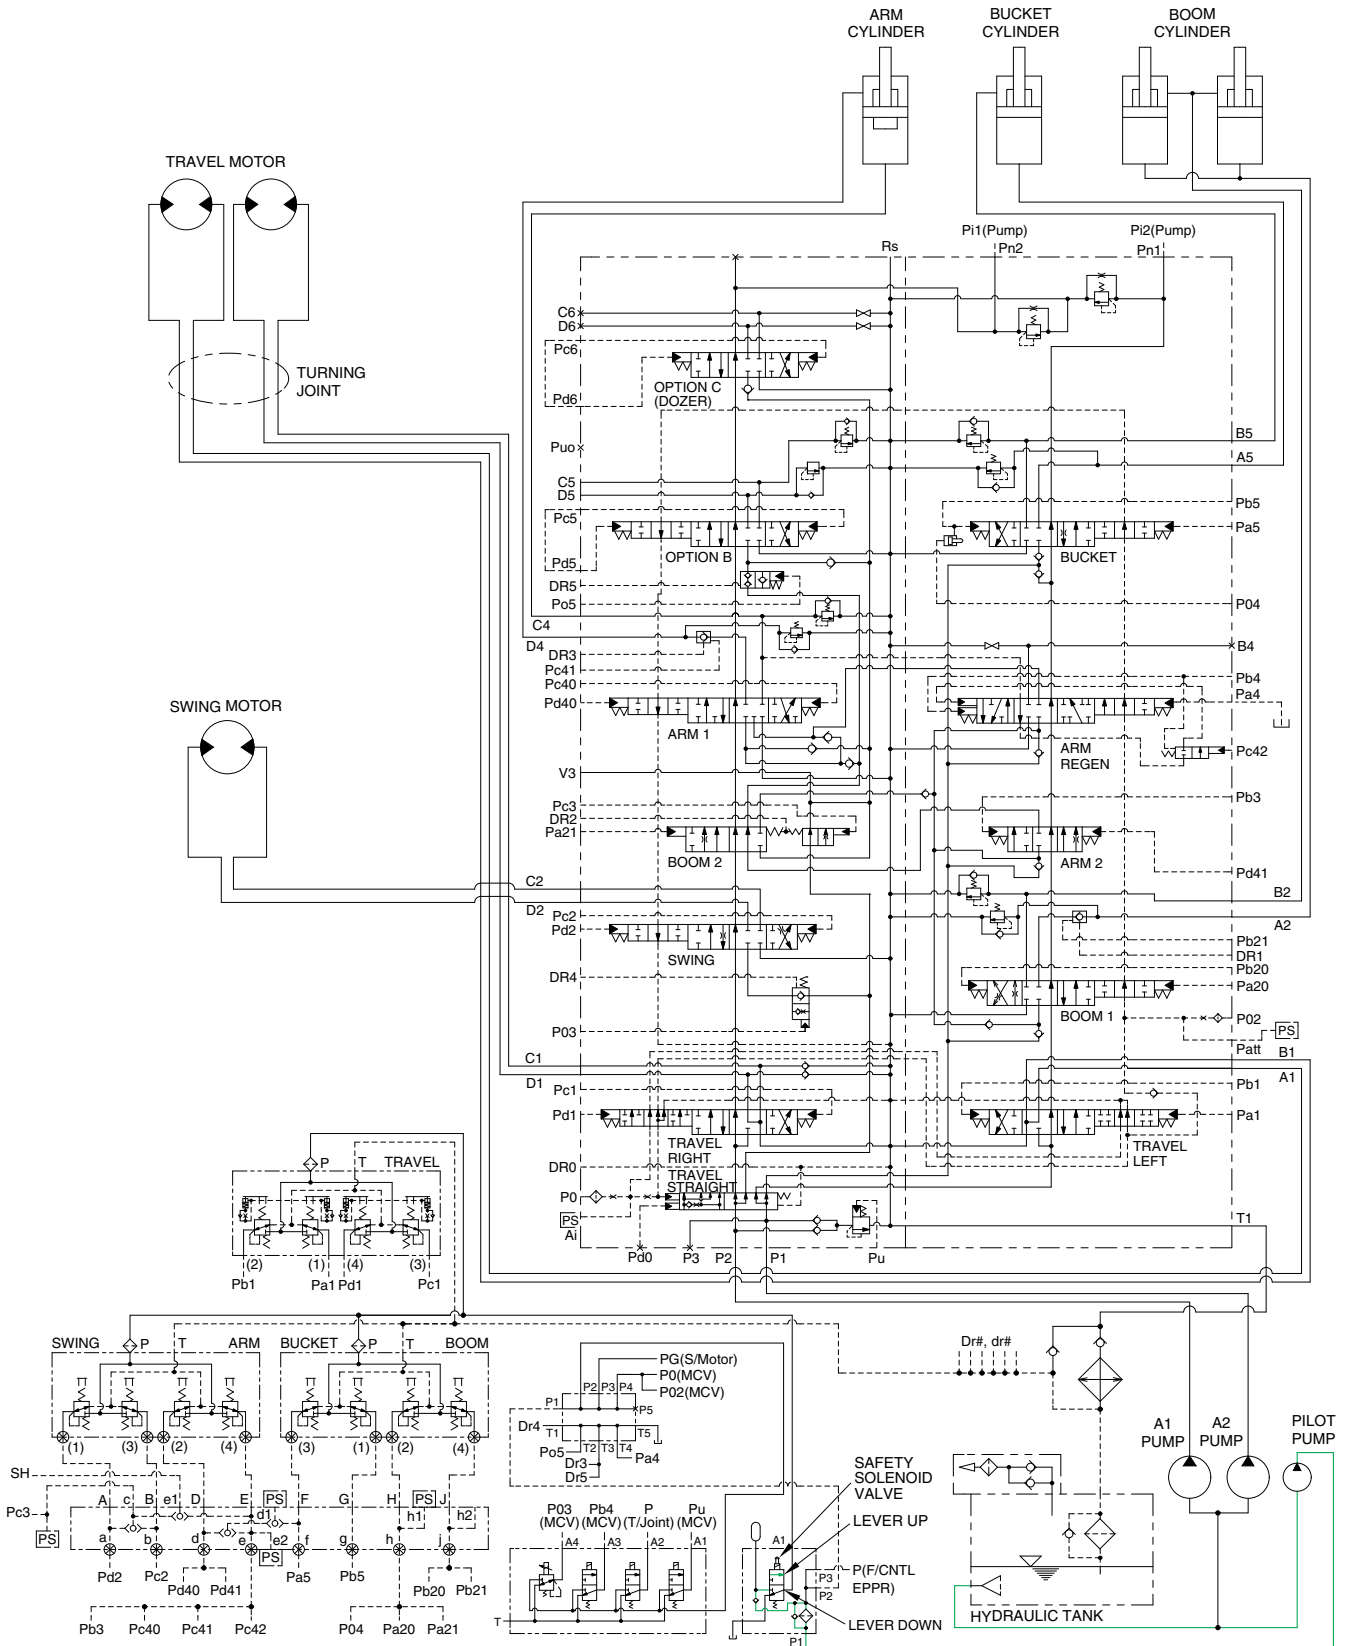 ARM
CYLINDER
BUCKET
CYLINDER
BOOM
CYLINDER
TRAVEL MOTOR
TURNING
JOINT
SWING MOTOR
Pi1(Pump)
Pn2
Pi2(Pump)
Pn1
Rs
C6
D6
Pc6
Pd6
OPTION C
(DOZER)
Puo
C5
D5
Pc5
Pd5
OPTION B
DR5
Po5
C4
D4
DR3
Pc41
Pc40
Pd40
ARM 1
V3
Pc3
DR2
Pa21
BOOM 2
C2
D2
Pc2
Pd2
SWING
DR4
P03
C1
D1
Pc1
Pd1
TRAVEL
RIGHT
DR0
TRAVEL
STRAIGHT
P0
PS
Ai
Pd0
P3
P2
P1
Pu
B5
A5
Pb5
Pa5
BUCKET
P04
B4
Pb4
Pa4
ARM
REGEN
Pc42
Pb3
ARM 2
Pd41
B2
A2
Pb21
DR1
Pb20
Pa20
BOOM 1
P02
PS
Patt
B1
A1
Pb1
Pa1
TRAVEL
LEFT
T1
P
T
TRAVEL
(2)
(1)
(4)
(3)
Pb1
Pa1
Pd1
Pc1
SWING
P
T
ARM
BUCKET
P
T
BOOM
(1)
(3)
(2)
(4)
(3)
(1)
(2)
(4)
SH
Pc3
PS
A
c
B
e1
D
E
PS
d1
F
G
H
PS
h1
J
h2
a
b
d
e
e2
PS
f
g
h
j
Pd2
Pc2
Pd40
Pd41
Pa5
Pb5
Pb20
Pb21
Pb3
Pc40
Pc41
Pc42
P04
Pa20
Pa21
PG(S/Motor)
P0(MCV)
P02(MCV)
P1
P2
P3
P4
P5
Dr4
T1
T5
Po5
T2
T3
T4
Dr3
Dr5
Pa4
P03
(MCV)
Pb4
(MCV)
P
(T/Joint)
Pu
(MCV)
A4
A3
A2
A1
T
A1
SAFETY
SOLENOID
VALVE
LEVER UP
P3
P(F/CNTL
EPPR)
P2
LEVER DOWN
P1
Dr#, dr#
A1
PUMP
A2
PUMP
PILOT
PUMP
HYDRAULIC TANK